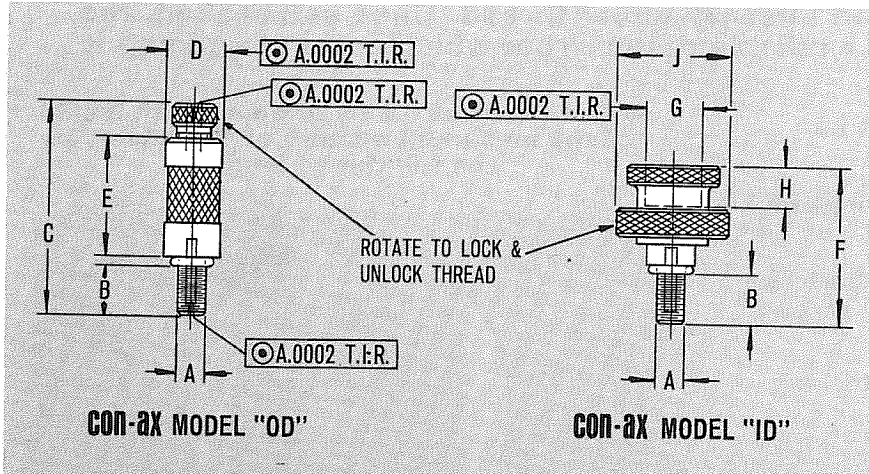 D
◎ A.0002 T.I.R.
◎ A.0002 T.I.R.
C
E
B
A
◎ A.0002 T.I.R.
ROTATE TO LOCK &
UNLOCK THREAD
con-ax MODEL "OD"
J
◎ A.0002 T.I.R.
G
H
F
B
A
con-ax MODEL "ID"